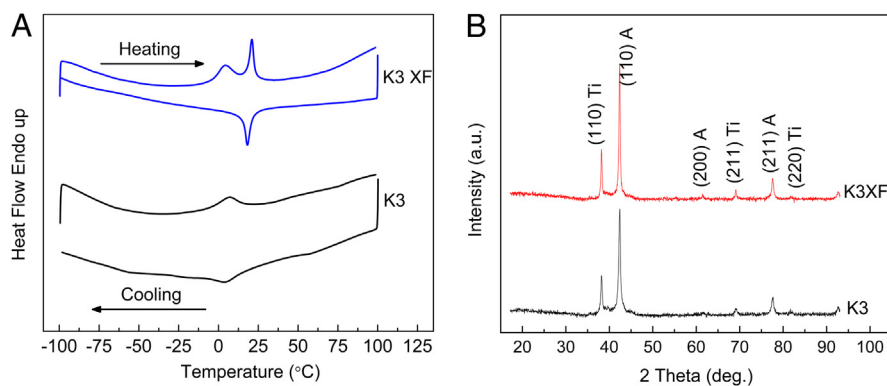 A
Heat Flow Endo up
Heating
K3 XF
K3
Cooling
-100 -75 -50 -25 0 25 50 75 100 125
Temperature (°C)
B
Intensity (a.u.)
(110) Ti
(110) A
(200) A
(211) Ti
(211) A
(220) Ti
K3XF
K3
20 30 40 50 60 70 80 90 100
2 Theta (deg.)